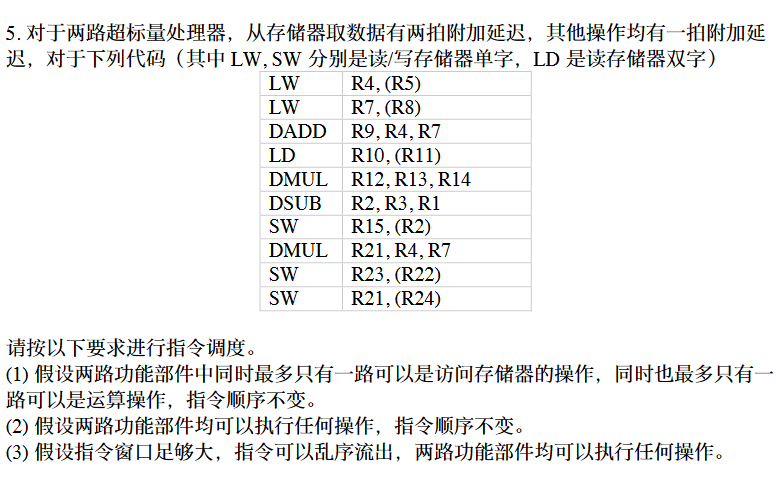 5. 对于两路超标量处理器，从存储器取数据有两拍附加延迟，其他操作均有一拍附加延
迟，对于下列代码（其中 LW, SW 分别是读/写存储器单字，LD 是读存储器双字）
LW R4, (R5)
LW R7, (R8)
DADD R9, R4, R7
LD R10, (R11)
DMUL R12, R13, R14
DSUB R2, R3, R1
SW R15, (R2)
DMUL R21, R4, R7
SW R23, (R22)
SW R21, (R24)
请按以下要求进行指令调度。
(1) 假设两路功能部件中同时最多只有一路可以是访问存储器的操作，同时也最多只有一
路可以是运算操作，指令顺序不变。
(2) 假设两路功能部件均可以执行任何操作，指令顺序不变。
(3) 假设指令窗口足够大，指令可以乱序流出，两路功能部件均可以执行任何操作。